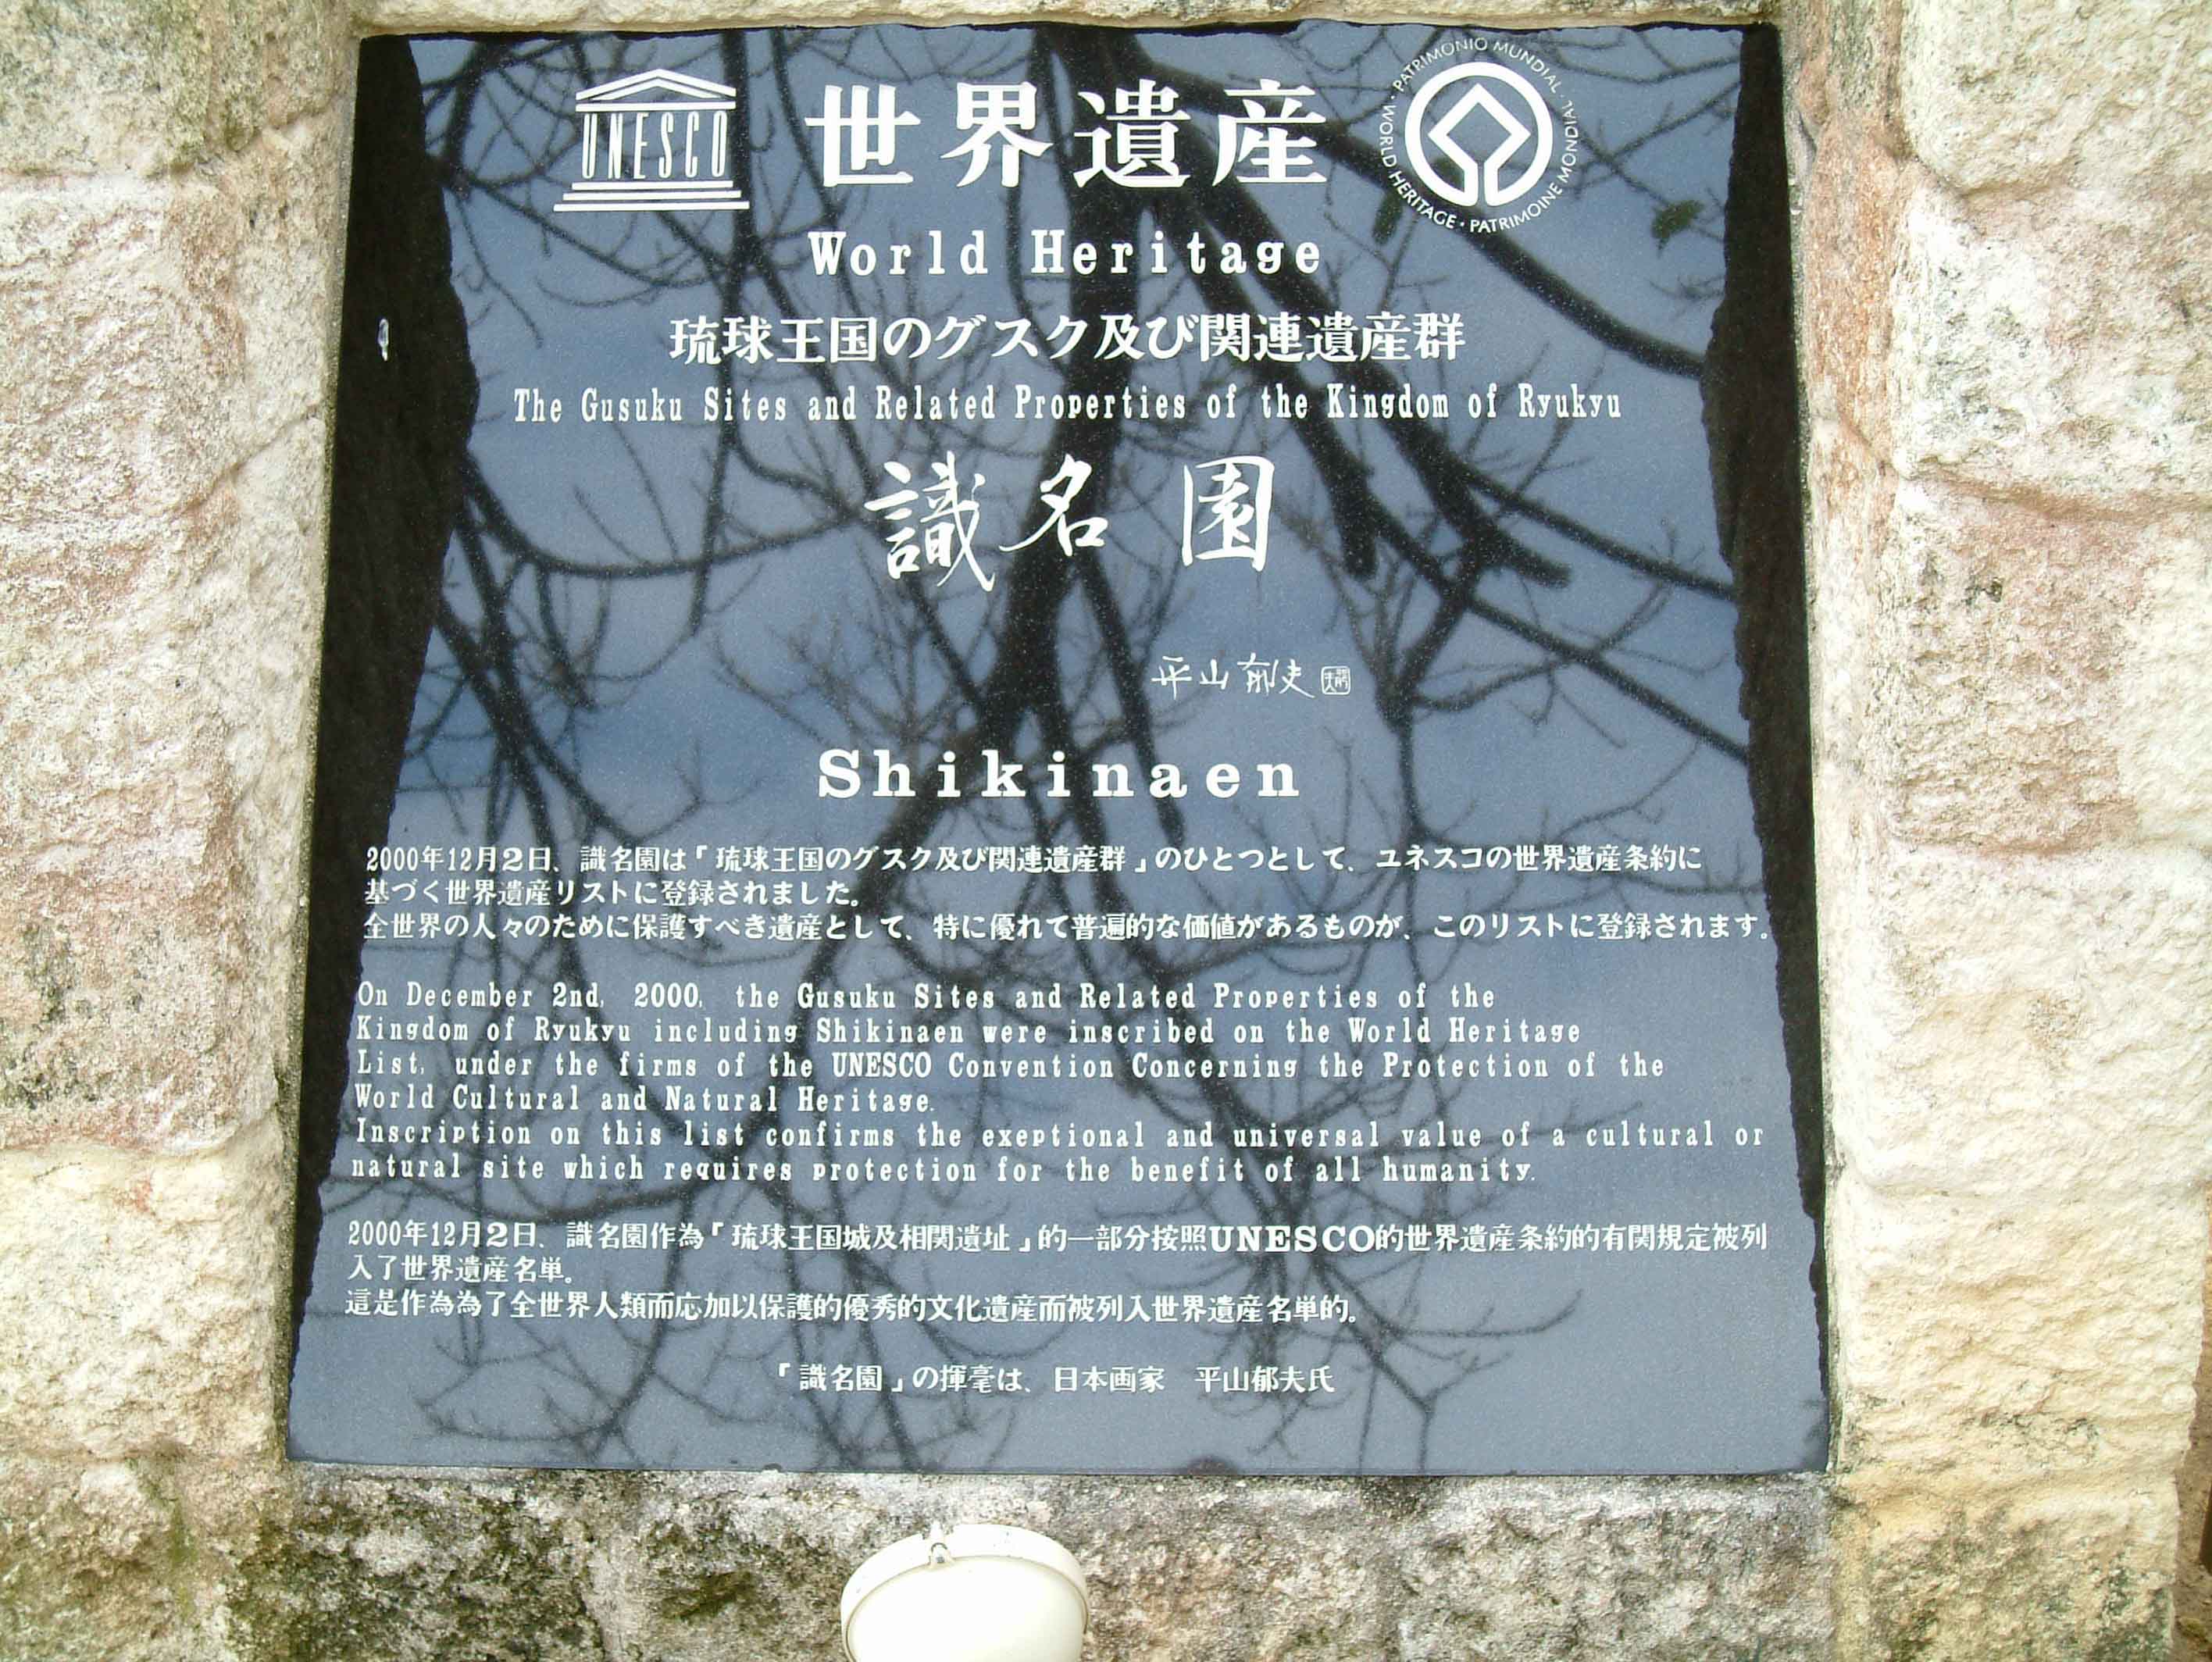 UNESCO
世界遺産
PATRIMONIO MUNDIAL · WORLD HERITAGE · PATRIMOINE MONDIAL ·
World Heritage
琉球王国のグスク及び関連遺産群
The Gusuku Sites and Related Properties of the Kingdom of Ryukyu
識名園
平山郁夫
Shikinaen
2000年12月2日、識名園は「琉球王国のグスク及び関連遺産群」のひとつとして、ユネスコの世界遺産条約に
基づく世界遺産リストに登録されました。
全世界の人々のために保護すべき遺産として、特に優れて普遍的な価値があるものが、このリストに登録されます。
On December 2nd, 2000, the Gusuku Sites and Related Properties of the
Kingdom of Ryukyu including Shikinaen were inscribed on the World Heritage
List, under the firms of the UNESCO Convention Concerning the Protection of the
World Cultural and Natural Heritage.
Inscription on this list confirms the exeptional and universal value of a cultural or
natural site which requires protection for the benefit of all humanity.
2000年12月2日、識名園作為「琉球王国城及相関遺址」的一部分按照UNESCO的世界遺産条約的有関規定被列
入了世界遺産名単。
這是作為為了全世界人類而応加以保護的優秀的文化遺産而被列入世界遺産名単的。
「識名園」の揮毫は、日本画家　平山郁夫氏